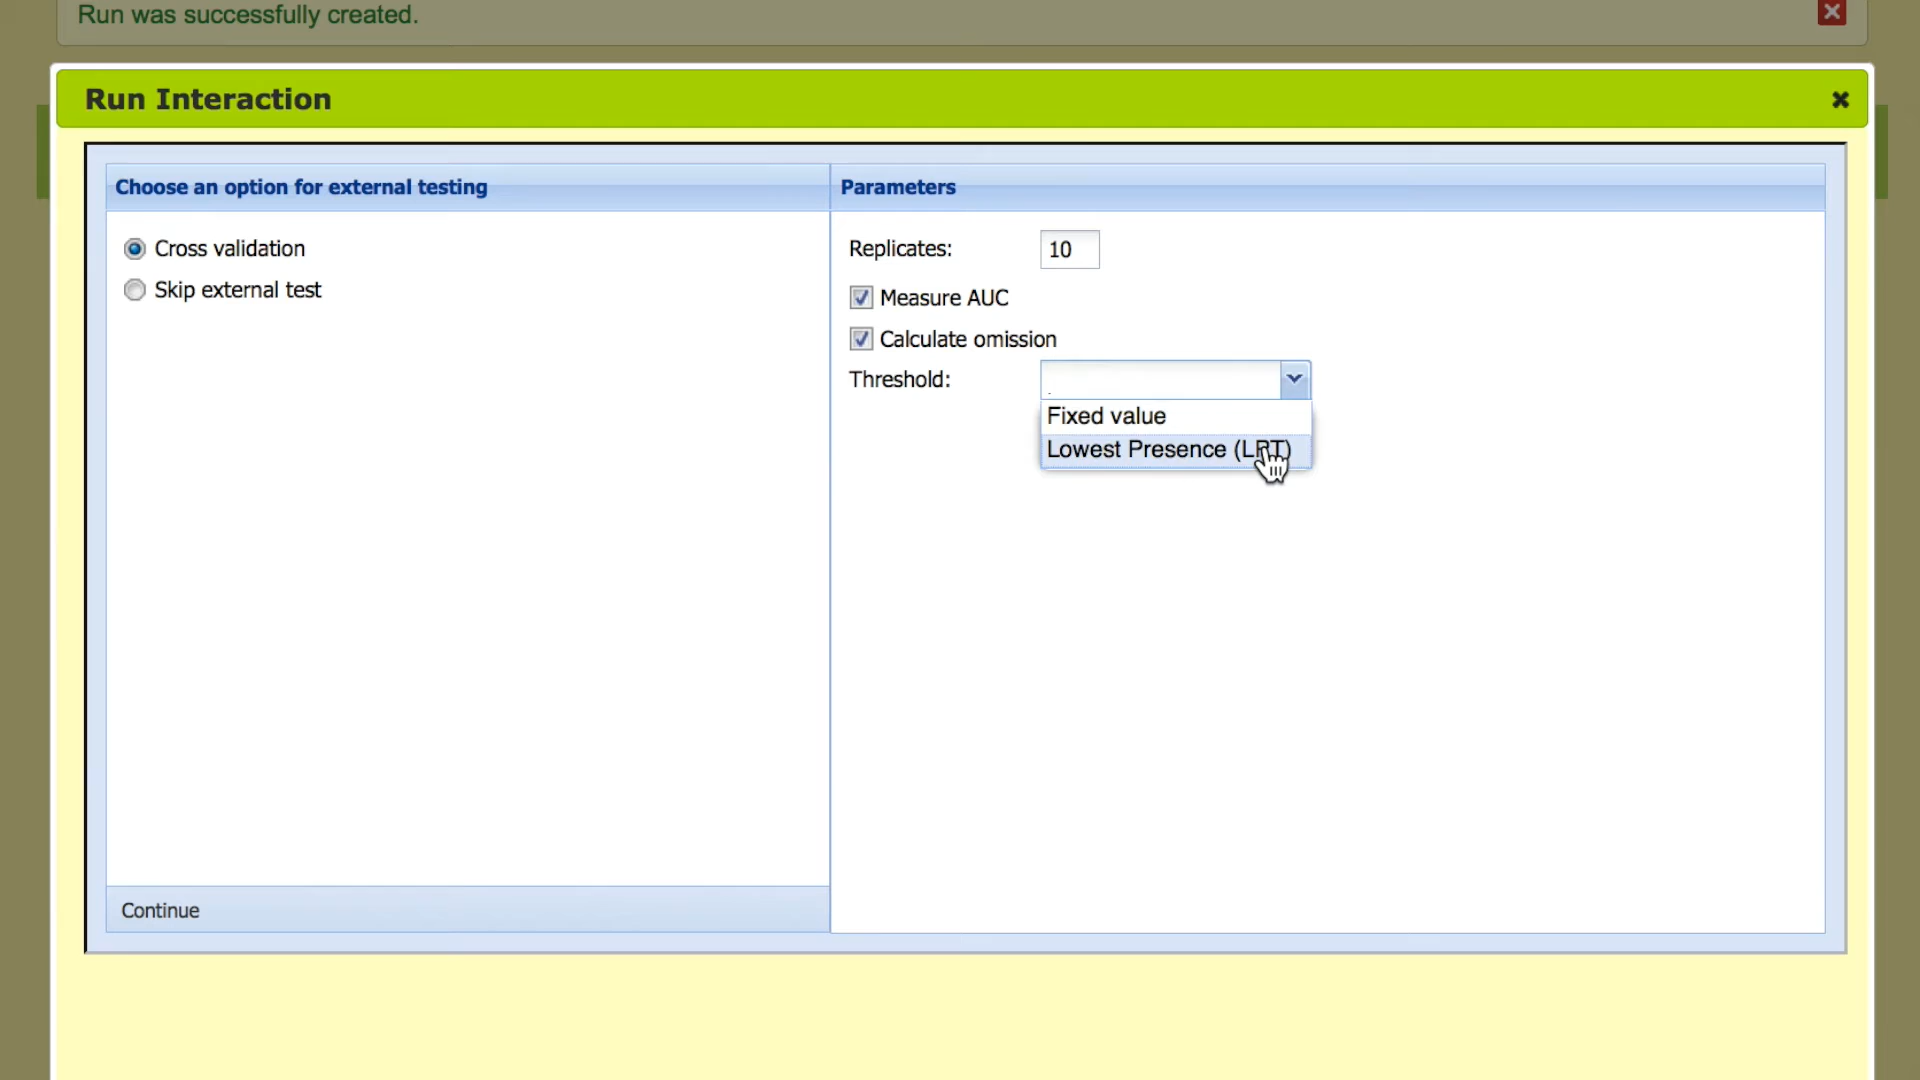 Run was successfully created.
Run Interaction
Choose an option for external testing
Parameters
Cross validation
Replicates: 10
Skip external test
Measure AUC
Calculate omission
Threshold:
Fixed value
Lowest Presence (LPT)
Continue